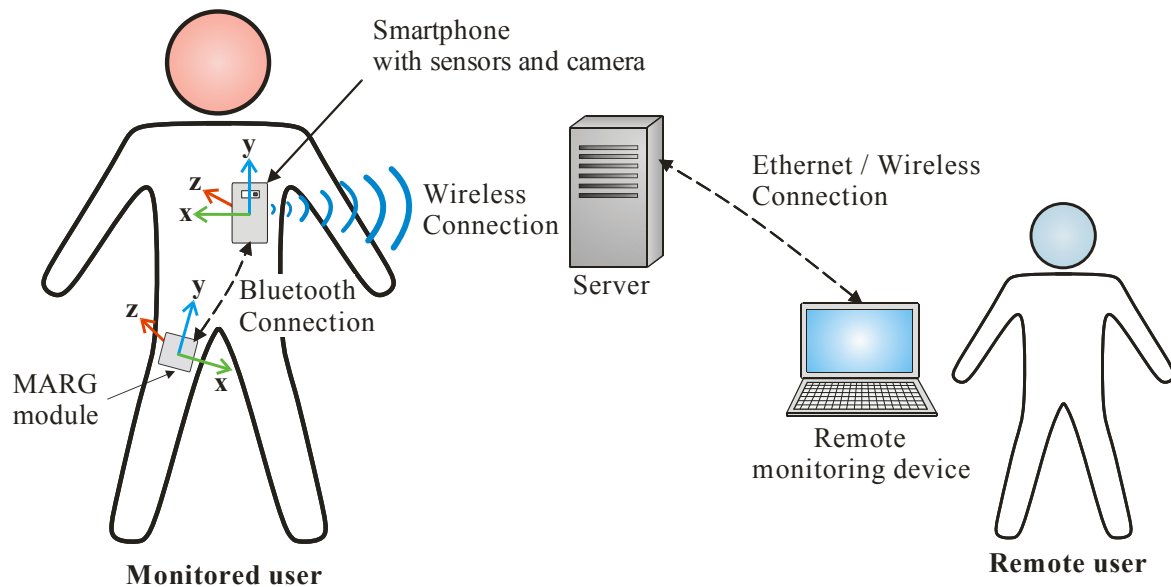 Smartphone
with sensors and camera
y
z
x
Wireless
Connection
Ethernet / Wireless
Connection
Server
Bluetooth
Connection
y
z
x
MARG
module
Remote
monitoring device
Monitored user
Remote user